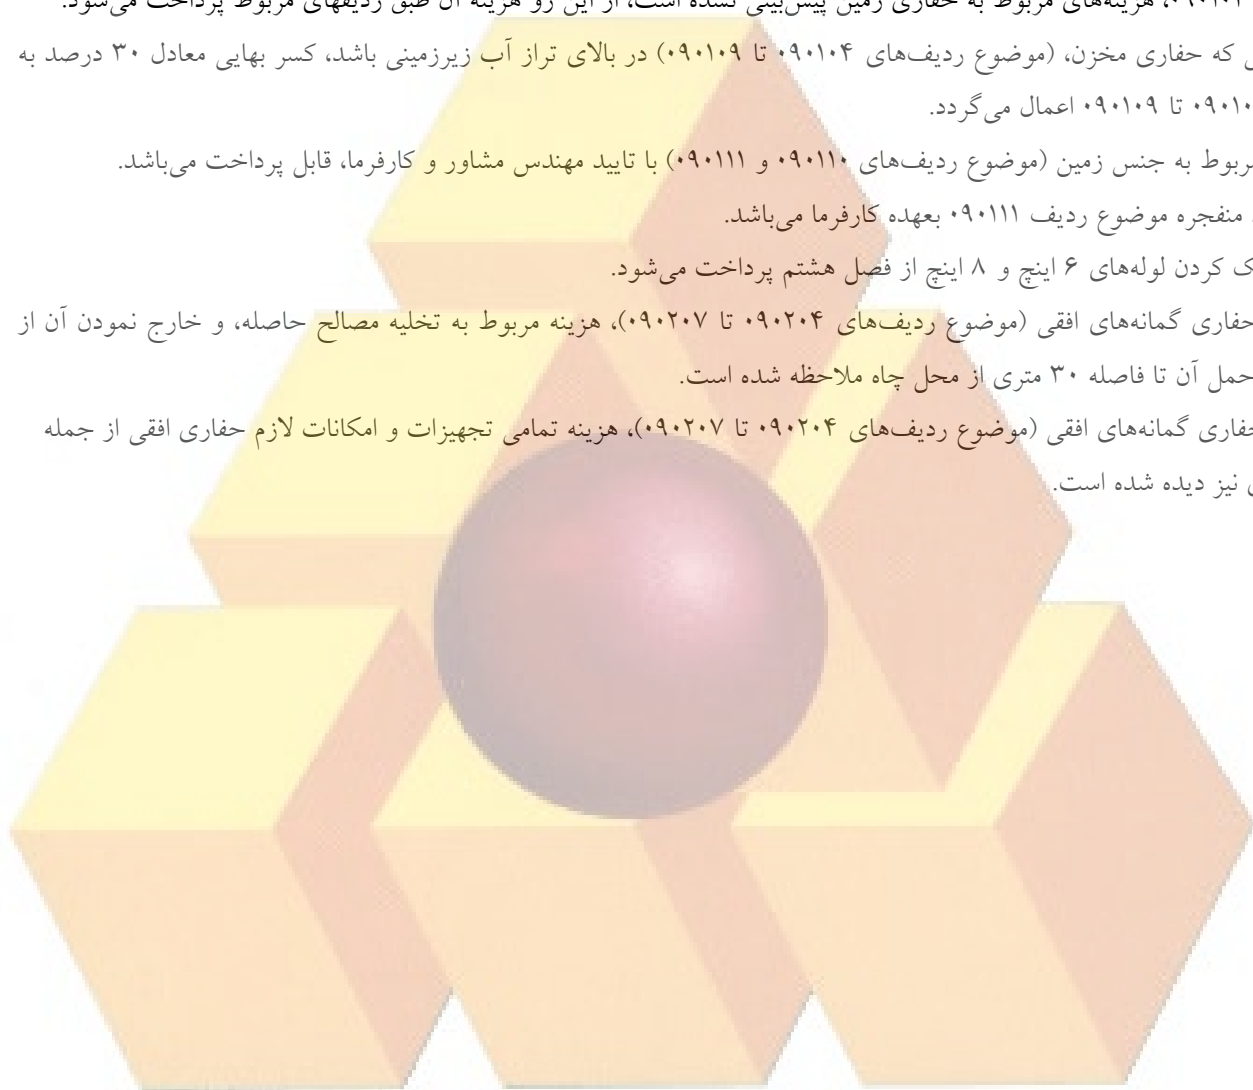 ۰۹۰۱۰۲، هزینه‌های مربوط به حفاری زمین پیش‌بینی نشده است، از این رو هزینه آن طبق ردیفهای مربوط پرداخت می‌شود.
که حفاری مخزن، (موضوع ردیف‌های ۰۹۰۱۰۴ تا ۰۹۰۱۰۹) در بالای تراز آب زیرزمینی باشد، کسر بهایی معادل ۳۰ درصد به
تا ۰۹۰۱۰۹ اعمال می‌گردد.
مربوط به جنس زمین (موضوع ردیف‌های ۰۹۰۱۱۰ و ۰۹۰۱۱۱) با تایید مهندس مشاور و کارفرما، قابل پرداخت می‌باشد.
منفجره موضوع ردیف ۰۹۰۱۱۱ بعهده کارفرما می‌باشد.
کردن لوله‌های ۶ اینچ و ۸ اینچ از فصل هشتم پرداخت می‌شود.
حفاری گمانه‌های افقی (موضوع ردیف‌های ۰۹۰۲۰۴ تا ۰۹۰۲۰۷)، هزینه مربوط به تخلیه مصالح حاصله، و خارج نمودن آن از
حمل آن تا فاصله ۳۰ متری از محل چاه ملاحظه شده است.
حفاری گمانه‌های افقی (موضوع ردیف‌های ۰۹۰۲۰۴ تا ۰۹۰۲۰۷)، هزینه تمامی تجهیزات و امکانات لازم حفاری افقی از جمله
نیز دیده شده است.